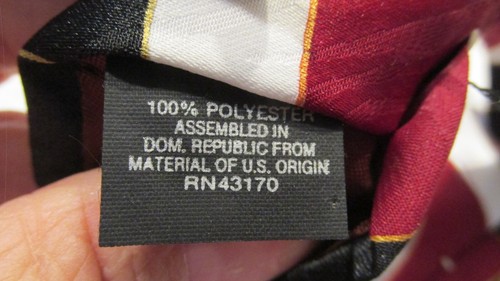 100% POLYESTER
ASSEMBLED IN
DOM. REPUBLIC FROM
MATERIAL OF U.S. ORIGIN
RN43170